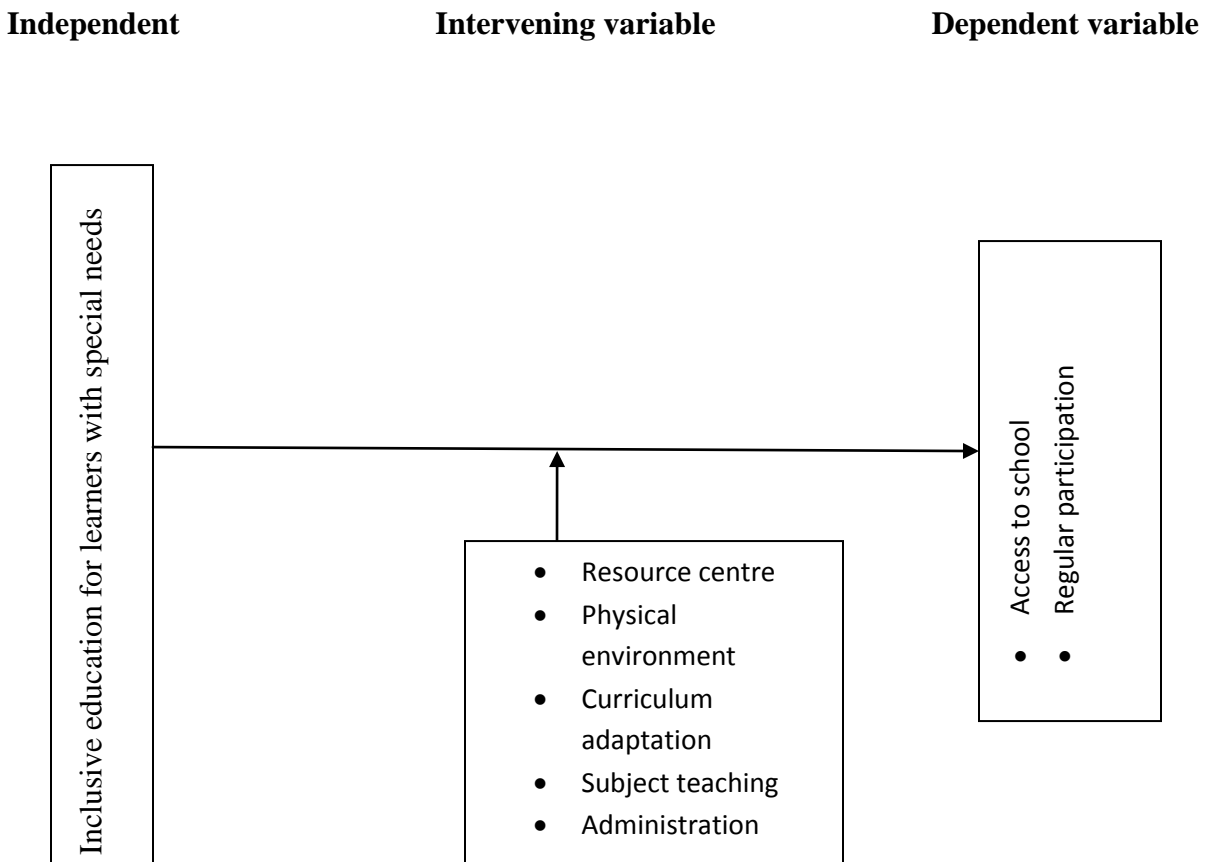 Independent Intervening variable Dependent variable
Inclusive education for learners with special needs
• Resource centre
• Physical
environment
• Curriculum
adaptation
• Subject teaching
• Administration
• Access to school
• Regular participation